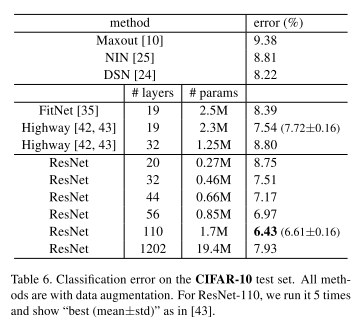 method error (%)
Maxout [10] 9.38
NIN [25] 8.81
DSN [24] 8.22
# layers # params
FitNet [35] 19 2.5M 8.39
Highway [42, 43] 19 2.3M 7.54 (7.72±0.16)
Highway [42, 43] 32 1.25M 8.80
ResNet 20 0.27M 8.75
ResNet 32 0.46M 7.51
ResNet 44 0.66M 7.17
ResNet 56 0.85M 6.97
ResNet 110 1.7M 6.43 (6.61±0.16)
ResNet 1202 19.4M 7.93
Table 6. Classification error on the CIFAR-10 test set. All meth-
ods are with data augmentation. For ResNet-110, we run it 5 times
and show “best (mean±std)” as in [43].